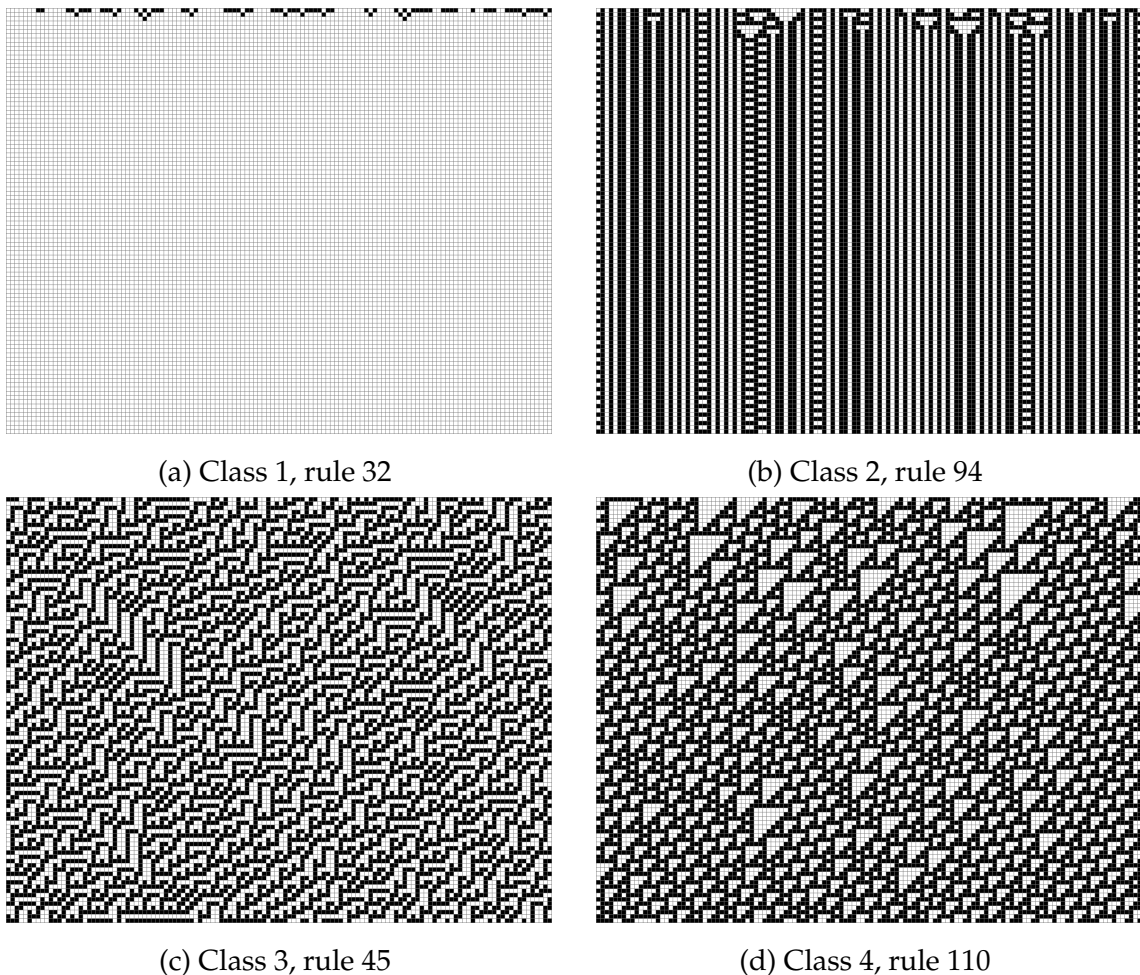 (a) Class 1, rule 32
(b) Class 2, rule 94
(c) Class 3, rule 45
(d) Class 4, rule 110